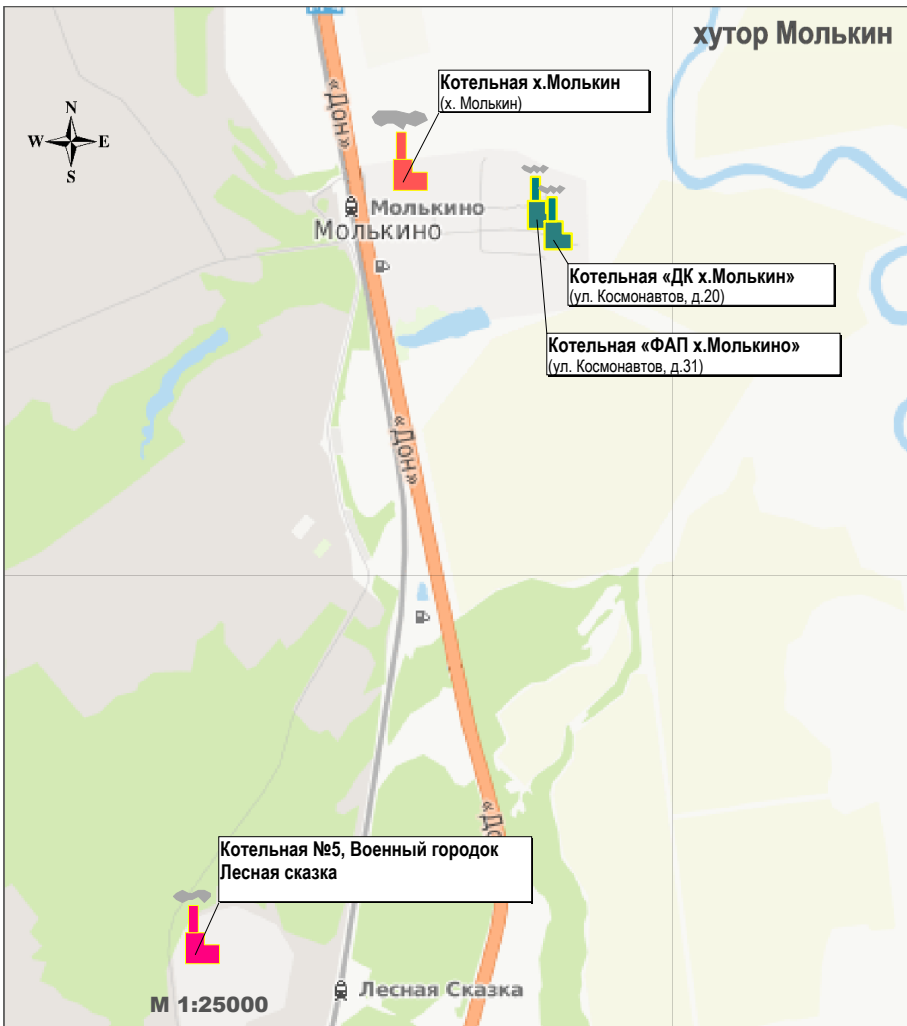 хутор Молькин
Котельная х.Молькин
(х. Молькин)
N
W E
S
«Дон»
Молькино
Молькино
Котельная «ДК х.Молькин»
(ул. Космонавтов, д.20)
Котельная «ФАП х.Молькино»
(ул. Космонавтов, д.31)
«Дон»
«До
Котельная №5, Военный городок
Лесная сказка
Лесная Сказка
М 1:25000